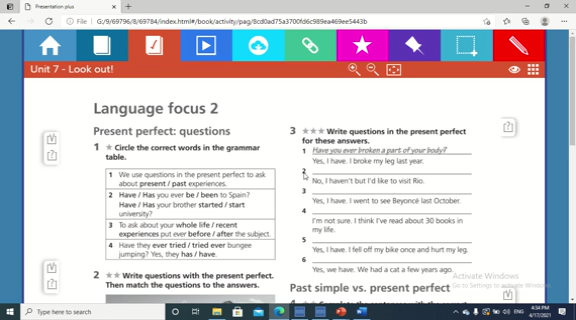 Presentation plus
File
G:/9/69796/8/69784/index.html#/book/activity/pag/8cd0ad75a3700fd6c989ea469ee5443b
Unit 7 - Look out!
Language focus 2
Present perfect: questions
1 ★ Circle the correct words in the grammar
table.
1 We use questions in the present perfect to ask
about present / past experiences.
2 Have / Has you ever be / been to Spain?
Have / Has your brother started / start
university?
3 To ask about your whole life / recent
experiences put ever before / after the subject.
4 Have they ever tried / tried ever bungee
jumping? Yes, they has / have.
2 ★★ Write questions with the present perfect.
Then match the questions to the answers.
3 ★★★ Write questions in the present perfect
for these answers.
1 Have you ever broken a part of your body?
Yes, I have. I broke my leg last year.
2
No, I haven't but I'd like to visit Rio.
3
Yes, I have. I went to see Beyoncé last October.
4
I'm not sure. I think I've read about 30 books in
my life.
5
Yes, I have. I fell off my bike once and hurt my leg.
6
Yes, we have. We had a cat a few years ago.
Past simple vs. present perfect
Activate Windows
Go to Settings to activate Windows.
Type here to search
4:34 PM
4/17/2021